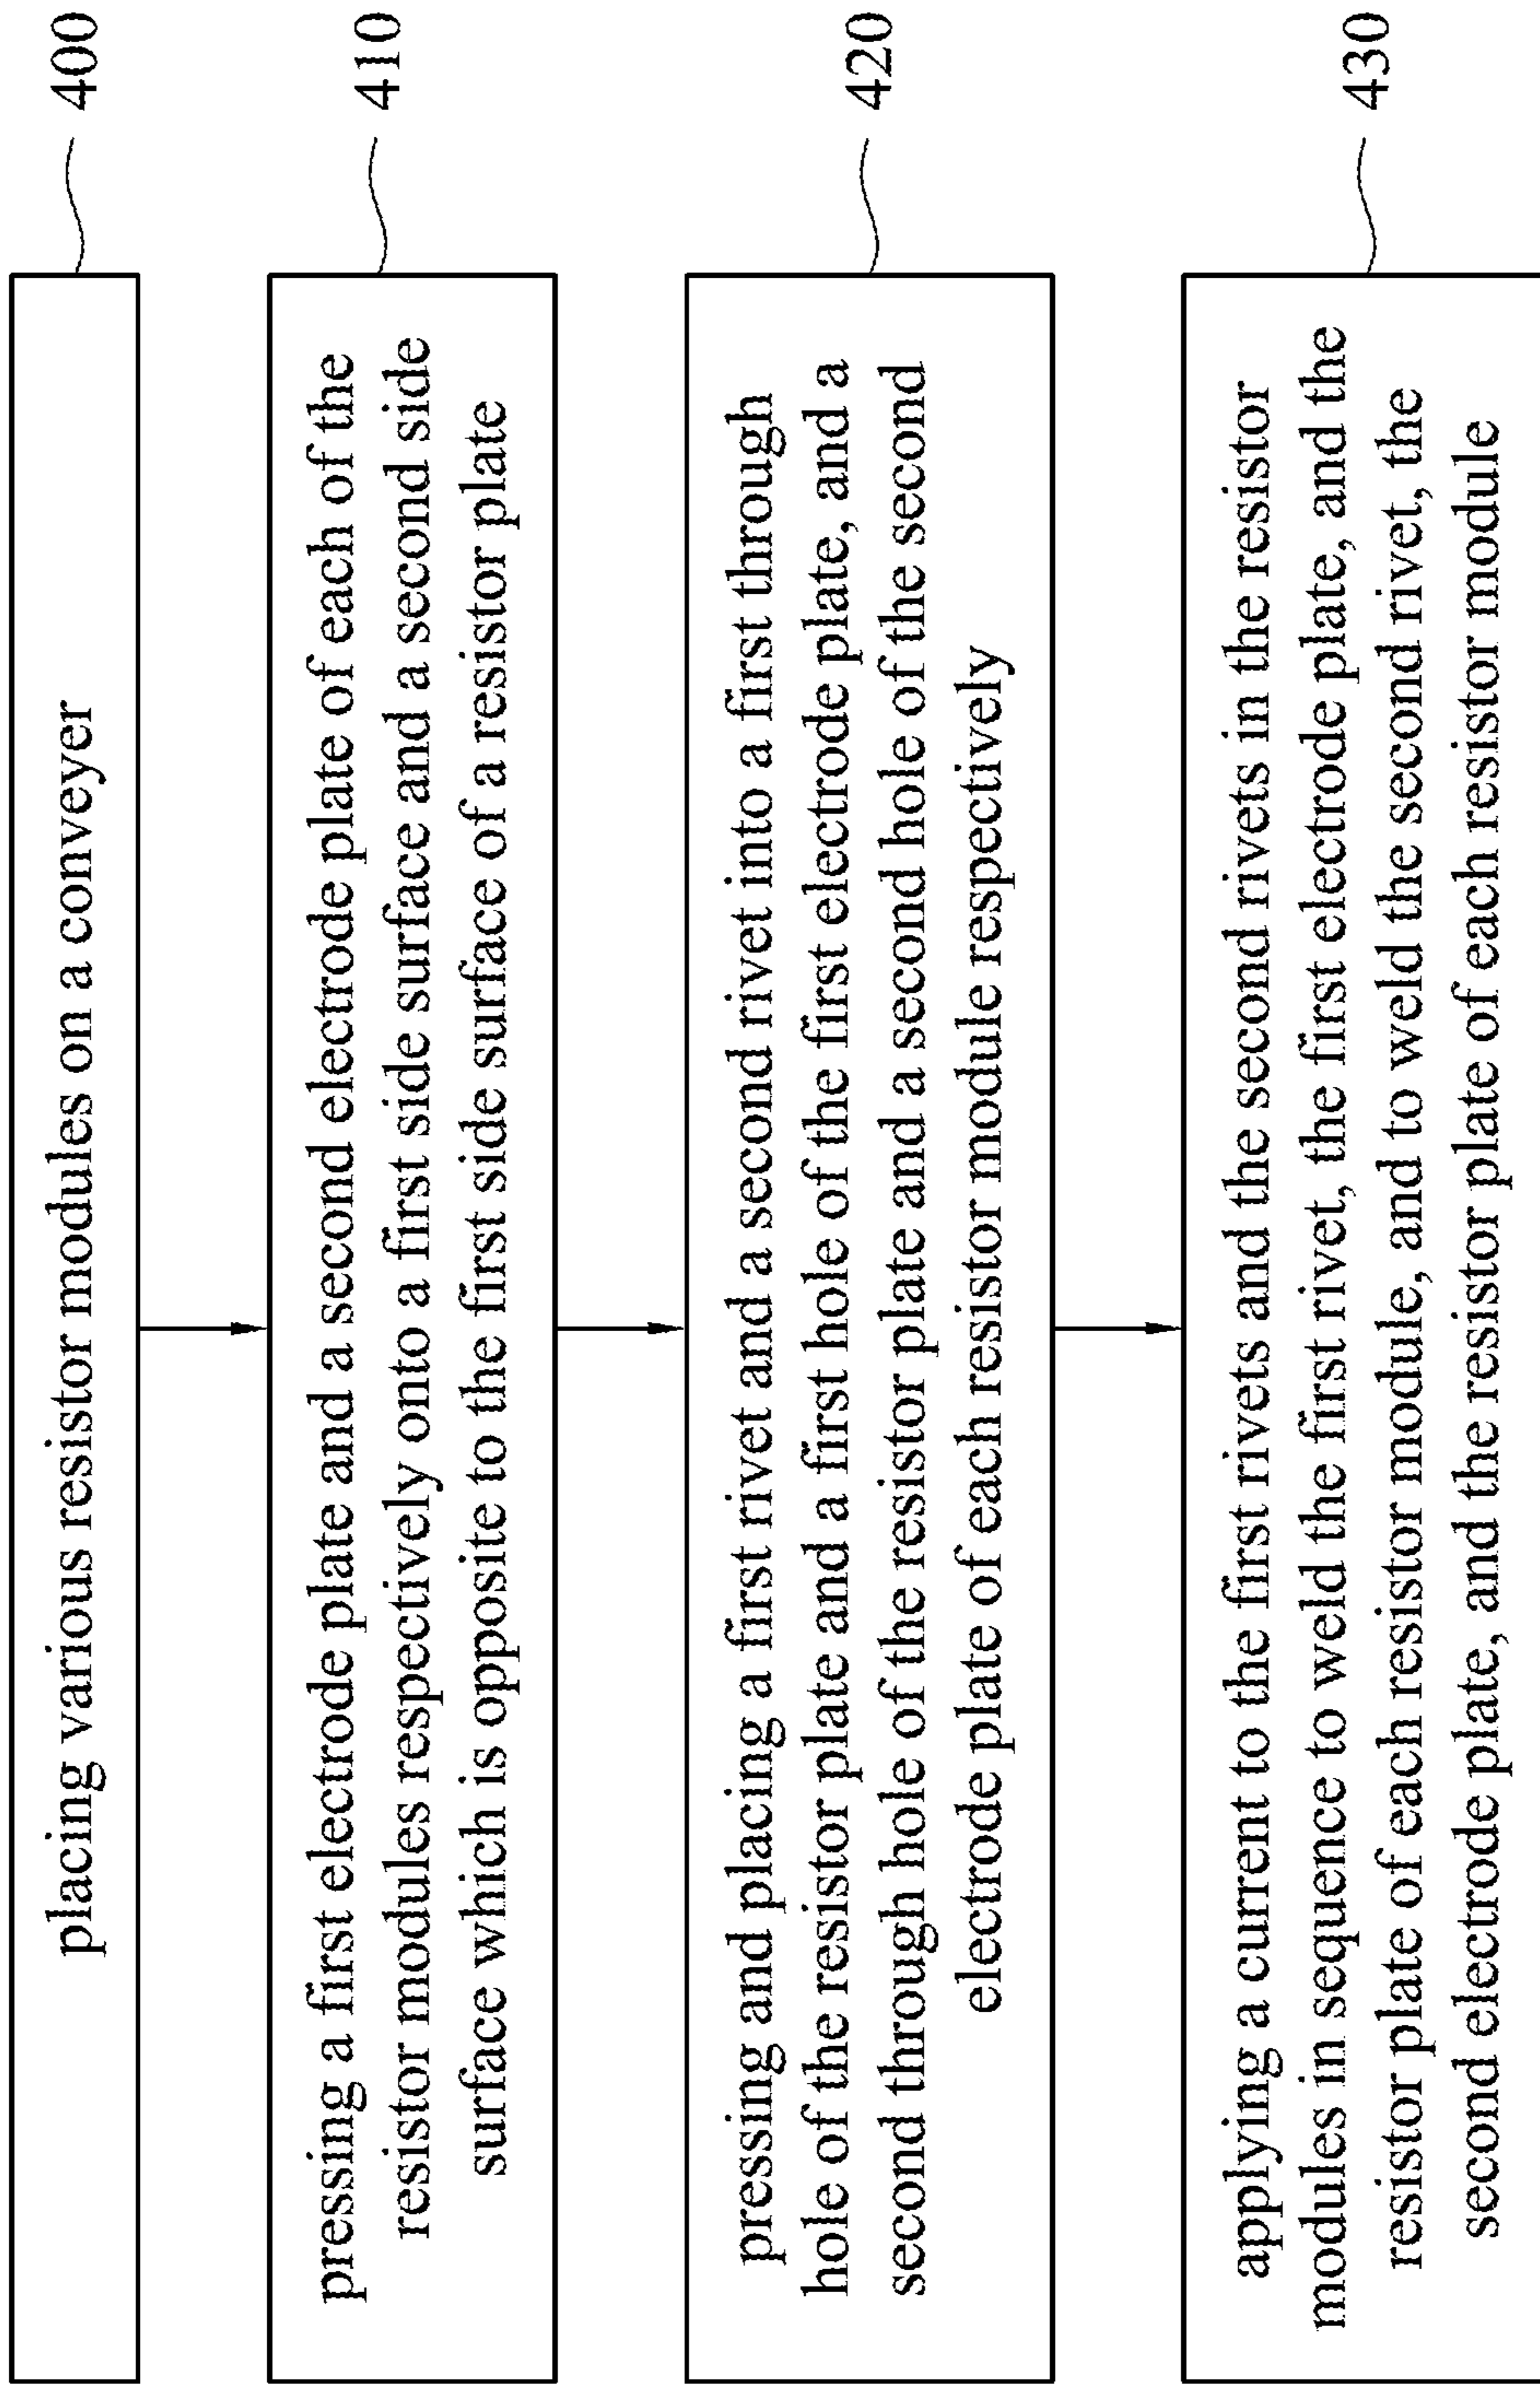 placing various resistor modules on a conveyer
400
pressing a first electrode plate and a second electrode plate of each of the
resistor modules respectively onto a first side surface and a second side
surface which is opposite to the first side surface of a resistor plate
410
pressing and placing a first rivet and a second rivet into a first through
hole of the resistor plate and a first hole of the first electrode plate, and a
second through hole of the resistor plate and a second hole of the second
electrode plate of each resistor module respectively
420
applying a current to the first rivets and the second rivets in the resistor
modules in sequence to weld the first rivet, the first electrode plate, and the
resistor plate of each resistor module, and to weld the second rivet, the
second electrode plate, and the resistor plate of each resistor module
430